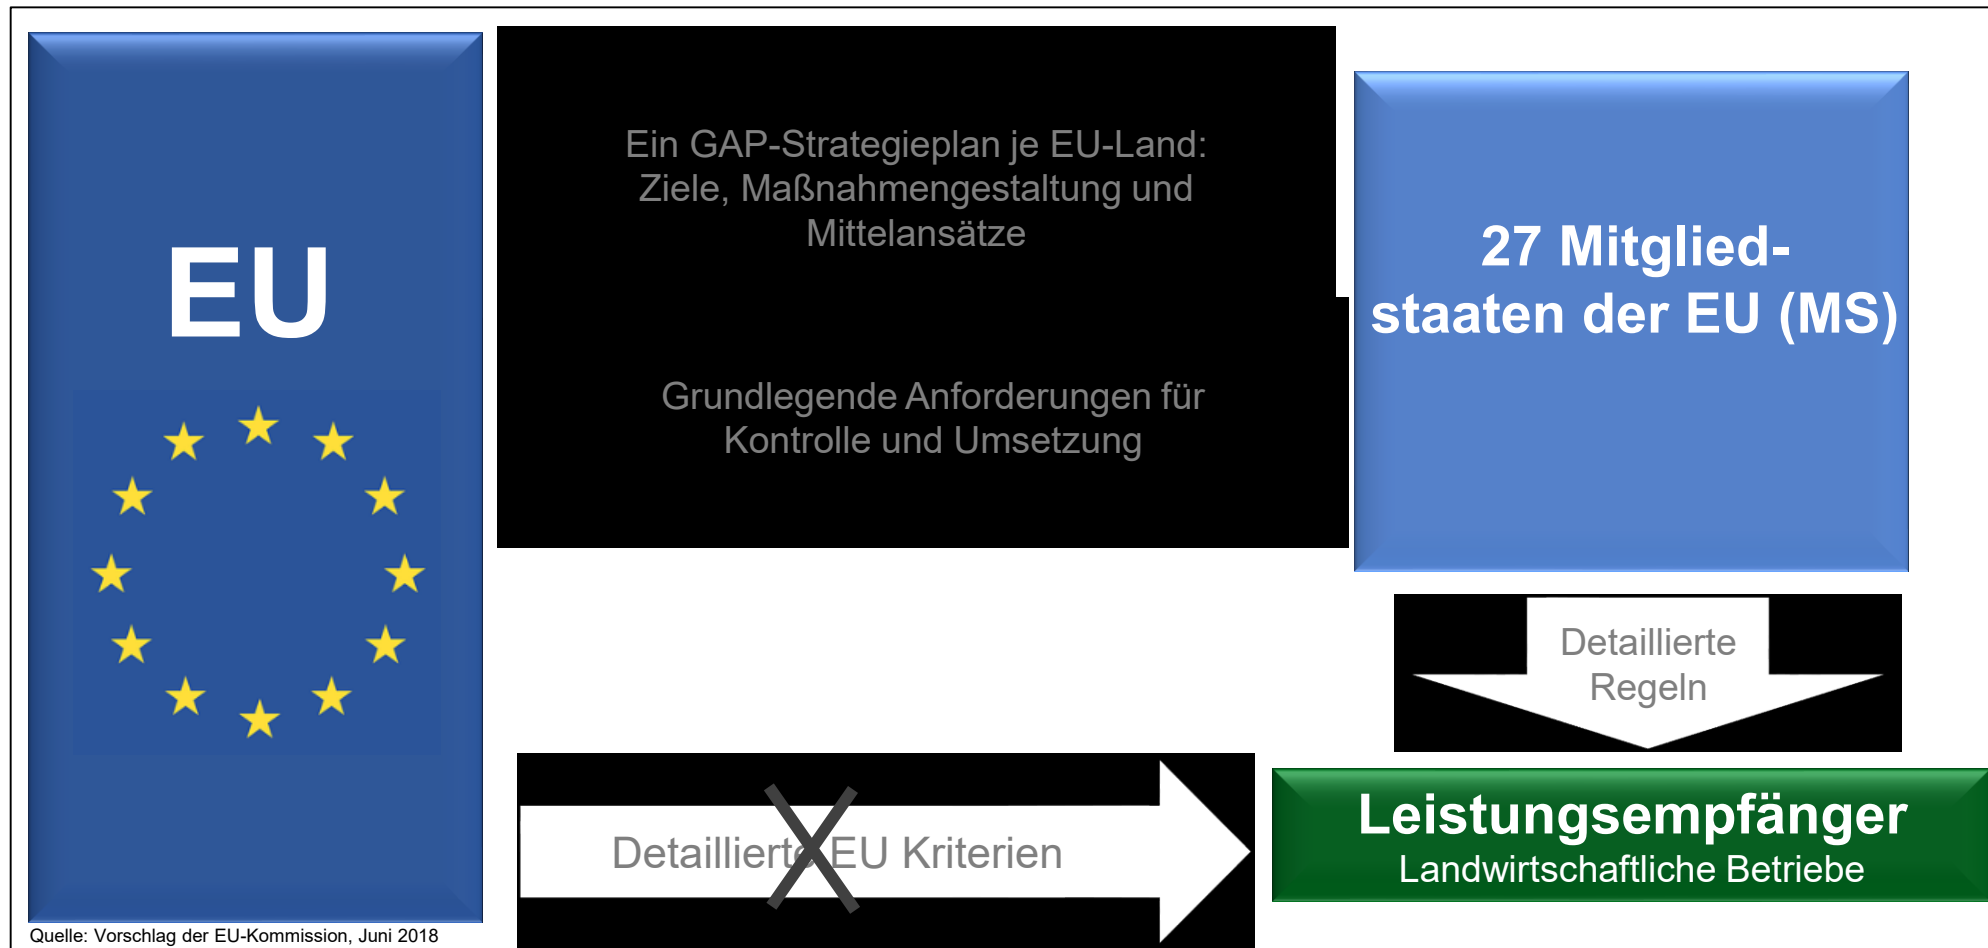 EU
Ein GAP-Strategieplan je EU-Land:
Ziele, Maßnahmengestaltung und
Mittelansätze
27 Mitglied-
staaten der EU (MS)
Grundlegende Anforderungen für
Kontrolle und Umsetzung
Detaillierte
Regeln
Detaillierte EU Kriterien
Leistungsempfänger
Landwirtschaftliche Betriebe
Quelle: Vorschlag der EU-Kommission, Juni 2018